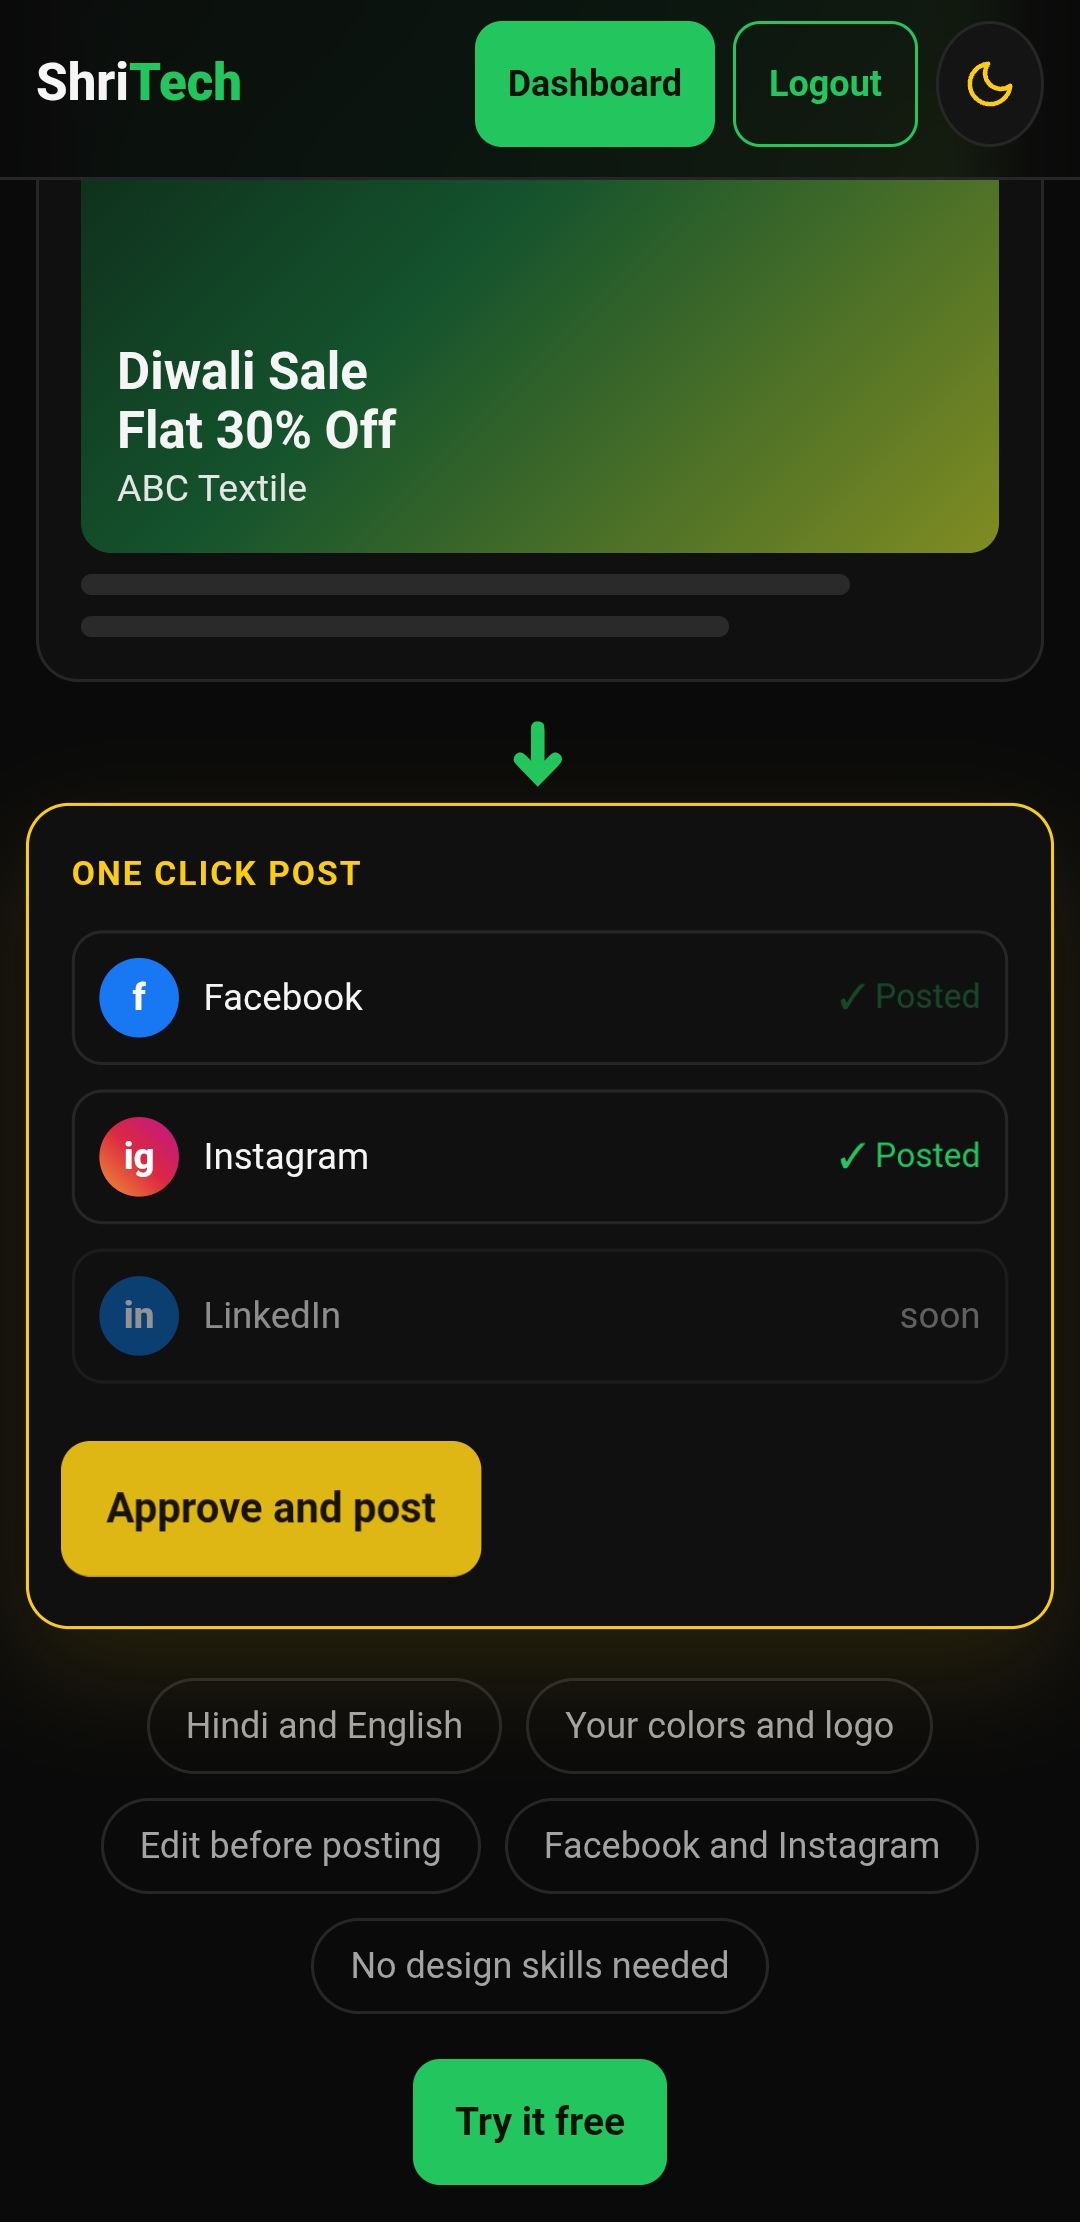 ShriTech
Dashboard
Logout
Diwali Sale
Flat 30% Off
ABC Textile
ONE CLICK POST
f Facebook ✓ Posted
ig Instagram ✓ Posted
in LinkedIn soon
Approve and post
Hindi and English
Your colors and logo
Edit before posting
Facebook and Instagram
No design skills needed
Try it free